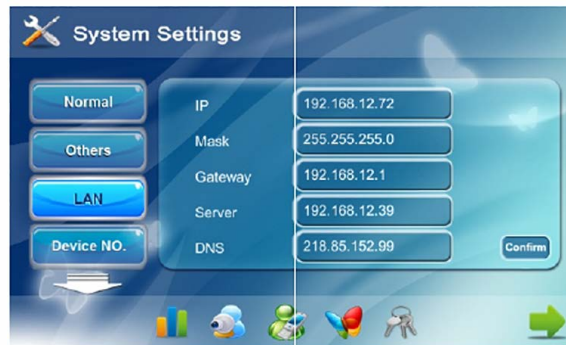 System Settings
Normal
Others
LAN
Device NO.
IP 192.168.12.72
Mask 255.255.255.0
Gateway 192.168.12.1
Server 192.168.12.39
DNS 218.85.152.99
Confirm